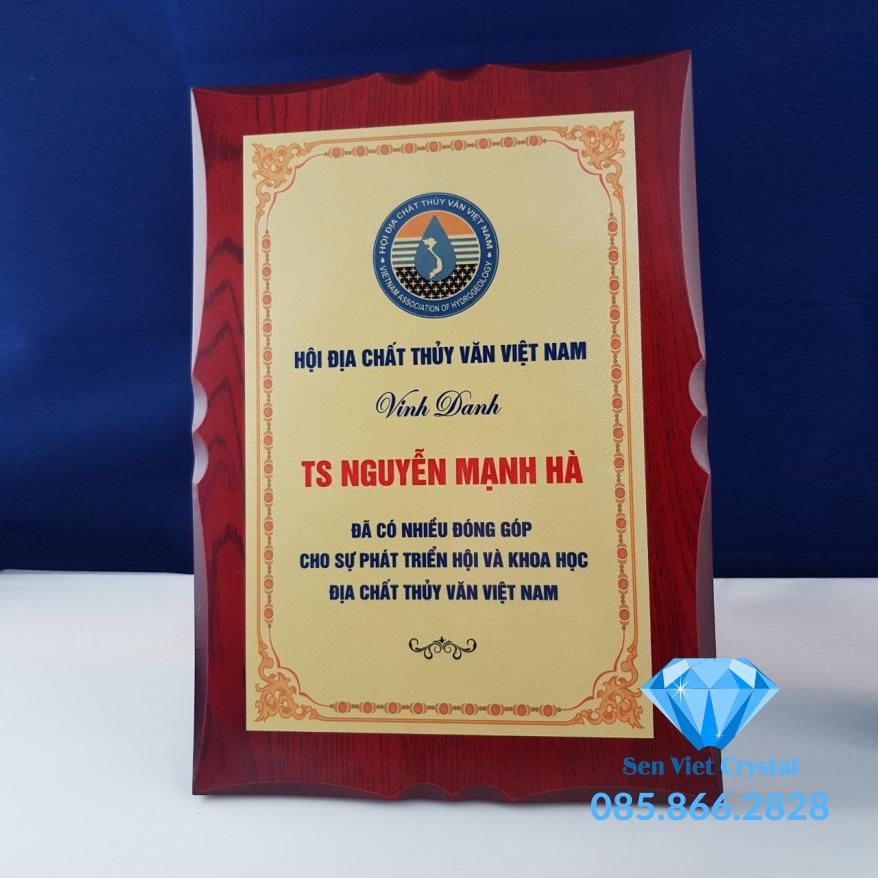 HỘI ĐỊA CHẤT THỦY VĂN VIỆT NAM
VIETNAM ASSOCIATION OF HYDROGEOLOGY
HỘI ĐỊA CHẤT THỦY VĂN VIỆT NAM
Vinh Danh
TS NGUYỄN MẠNH HÀ
ĐÃ CÓ NHIỀU ĐÓNG GÓP
CHO SỰ PHÁT TRIỂN HỘI VÀ KHOA HỌC
ĐỊA CHẤT THỦY VĂN VIỆT NAM
Sen Viet Crystal
085.866.2828